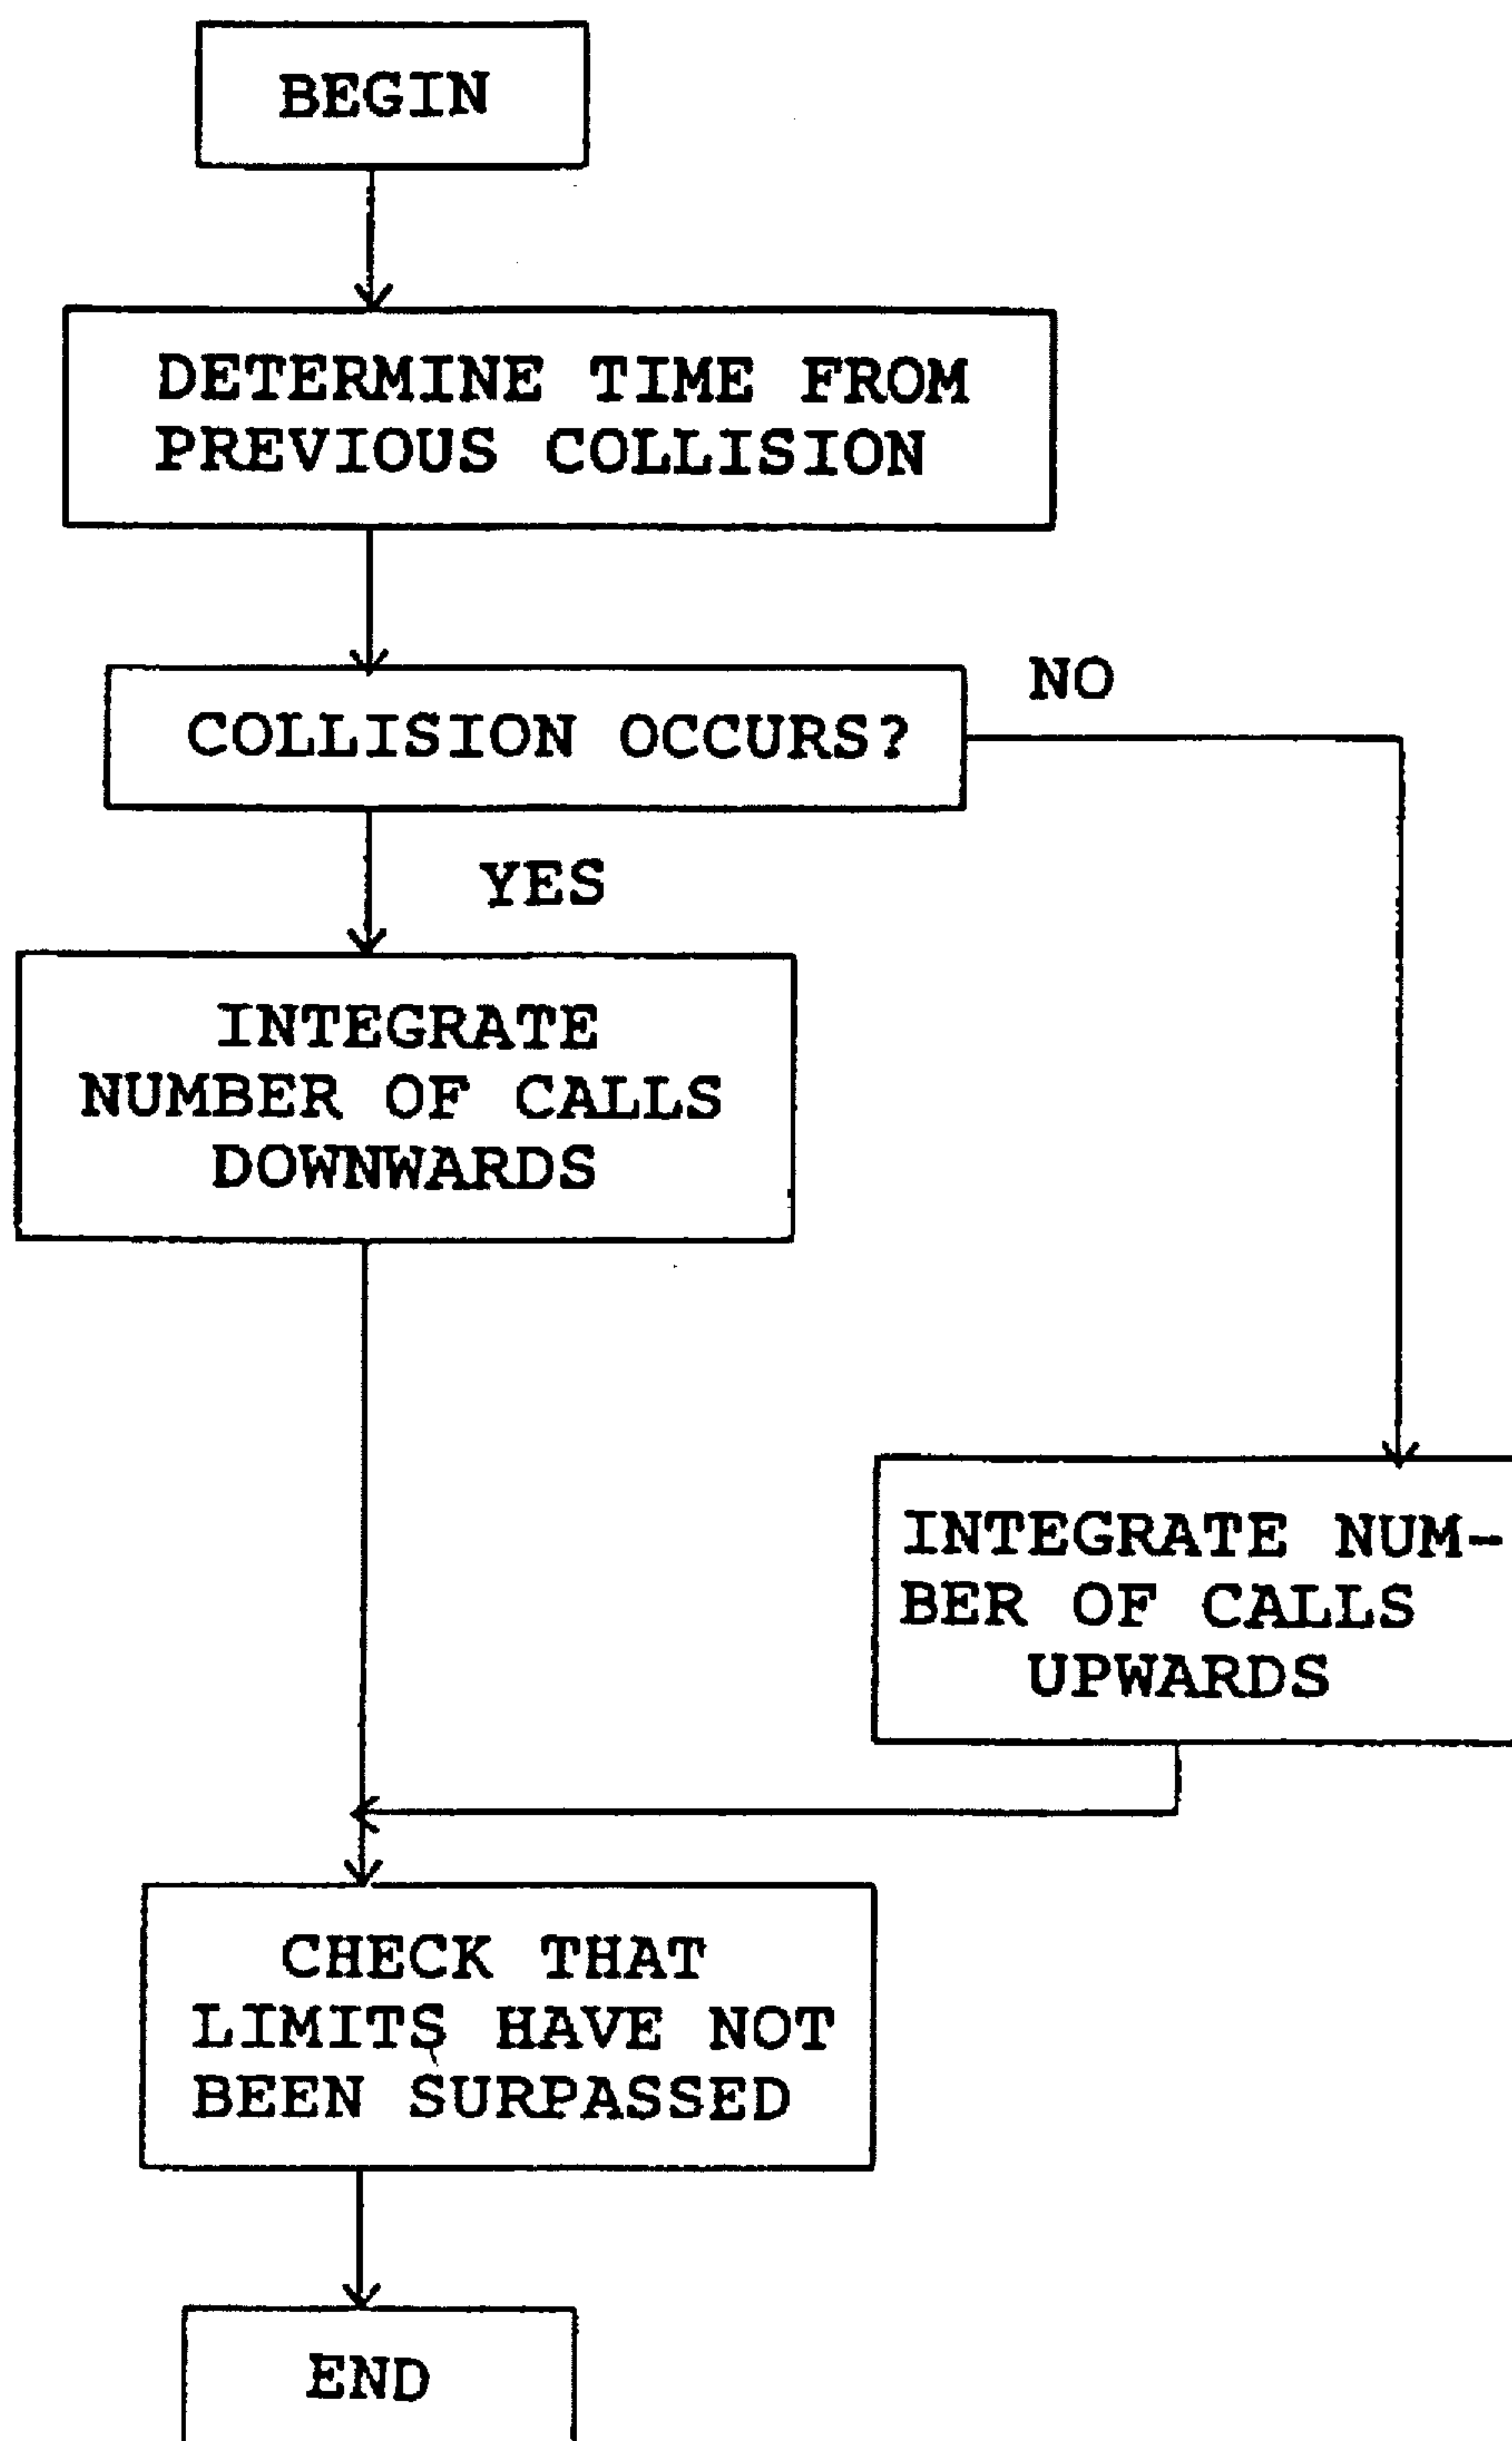 BEGIN
DETERMINE TIME FROM
PREVIOUS COLLISION
COLLISION OCCURS?
NO
YES
INTEGRATE
NUMBER OF CALLS
DOWNWARDS
INTEGRATE NUM-
BER OF CALLS
UPWARDS
CHECK THAT
LIMITS HAVE NOT
BEEN SURPASSED
END